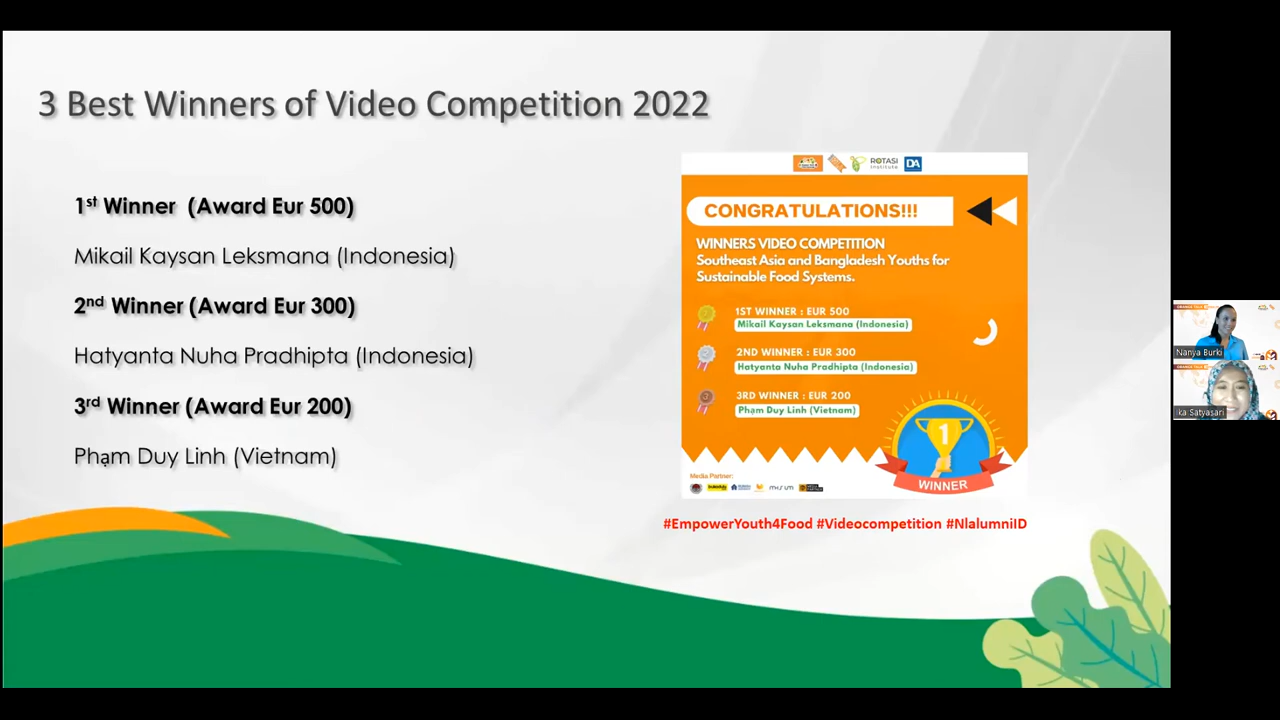 3 Best Winners of Video Competition 2022
1st Winner (Award Eur 500)
Mikail Kaysan Leksmana (Indonesia)
2nd Winner (Award Eur 300)
Hatyanta Nuha Pradhipta (Indonesia)
3rd Winner (Award Eur 200)
Phạm Duy Linh (Vietnam)
ROTASI
Institute
DA
CONGRATULATIONS!!!
WINNERS VIDEO COMPETITION
Southeast Asia and Bangladesh Youths for
Sustainable Food Systems.
1ST WINNER : EUR 500
Mikail Kaysan Leksmana (Indonesia)
2ND WINNER : EUR 300
Hatyanta Nuha Pradhipta (Indonesia)
3RD WINNER : EUR 200
Phạm Duy Linh (Vietnam)
1
WINNER
Media Partner:
#EmpowerYouth4Food #Videocompetition #NlalumniID
Nanya Burki
Ika Satyasari